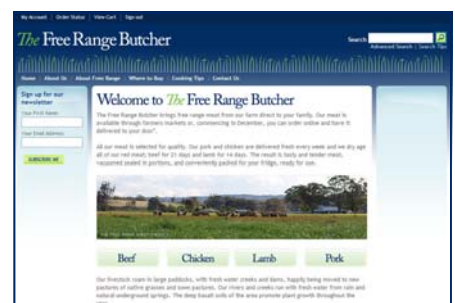 My Account | Order Status | View Cart | Sign out
The Free Range Butcher
Search
Advanced Search | Search Tips
Home | About Us | About Free Range | Where to Buy | Cooking Tips | Contact Us
Sign up for our
newsletter
Your First Name:
Your Email Address:
SUBSCRIBE ME
Welcome to The Free Range Butcher
The Free Range Butcher brings free range meat from our farm direct to your family. Our meat is
available through farmers markets or, commencing in December, you can order online and have it
delivered to your door".
All our meat is selected for quality. Our pork and chicken are delivered fresh every week and we dry age
all of our red meat; beef for 21 days and lamb for 14 days. The result is tasty and tender meat,
vacuumed sealed in portions, and conveniently packed for your fridge, ready for use.
Beef Chicken Lamb Pork
Our livestock roam in large paddocks, with fresh water creeks and dams, happily being moved to new
pastures of native grasses and sown pastures. Our rivers and creeks run with fresh water from rain and
natural underground springs. The deep basalt soils of the area promote plant growth throughout the